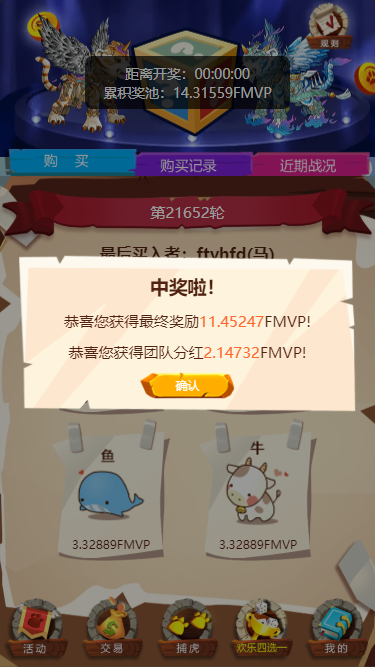 规则
距离开奖：00:00:00
累积奖池：14.31559FMVP
购 买
购买记录
近期战况
第21652轮
最后买入者：ftyhfd(马)
中奖啦!
恭喜您获得最终奖励11.45247FMVP!
恭喜您获得团队分红2.14732FMVP!
确认
鱼
牛
3.32889FMVP
3.32889FMVP
活动
交易
捕虎
欢乐四选一
我的